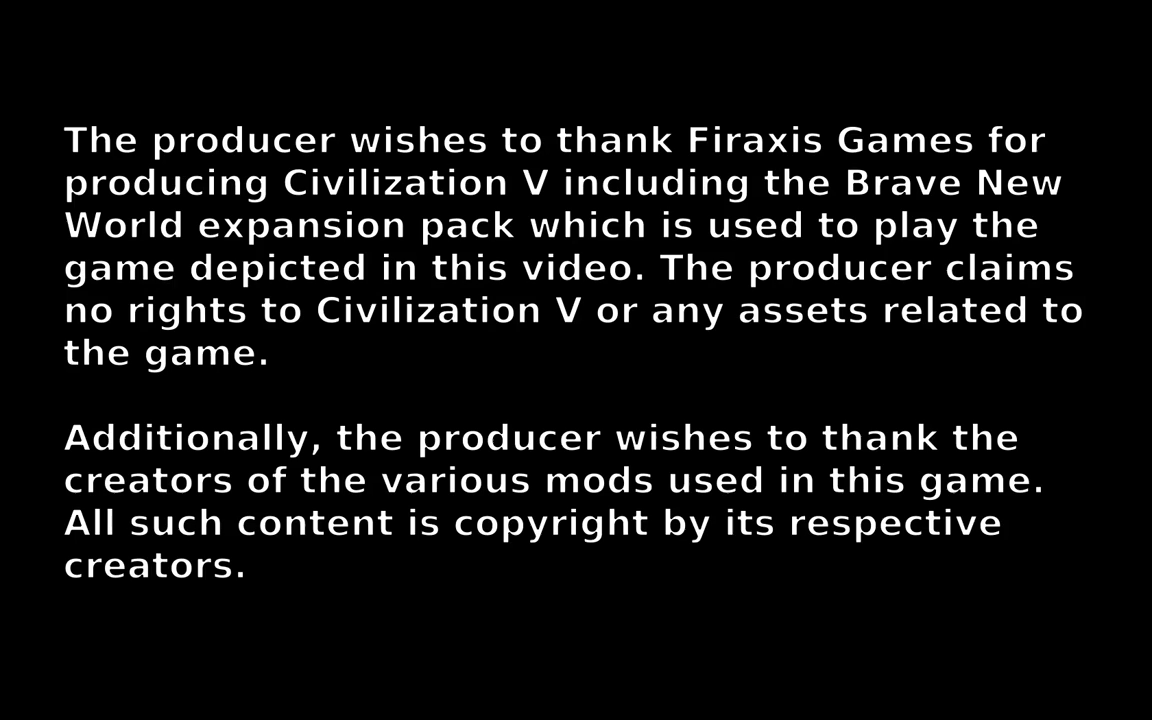 The producer wishes to thank Firaxis Games for
producing Civilization V including the Brave New
World expansion pack which is used to play the
game depicted in this video. The producer claims
no rights to Civilization V or any assets related to
the game.
Additionally, the producer wishes to thank the
creators of the various mods used in this game.
All such content is copyright by its respective
creators.